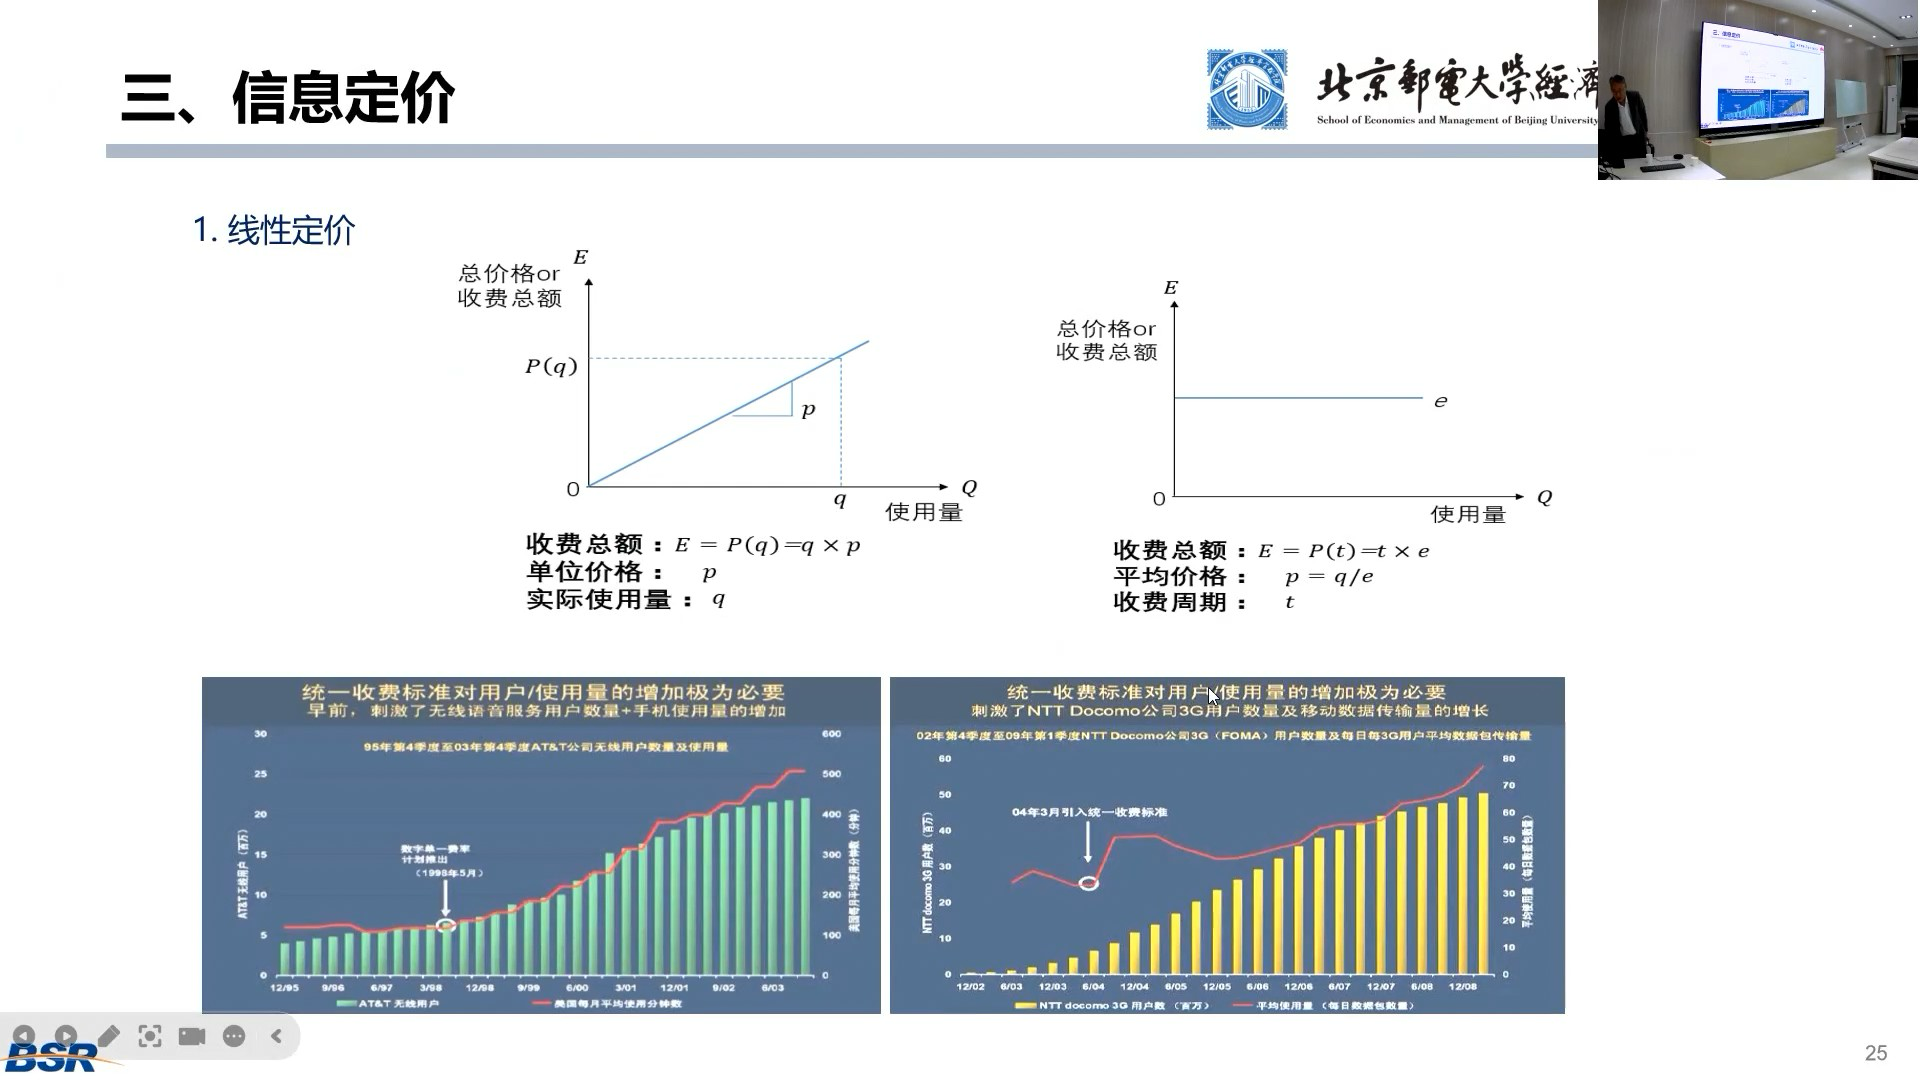 三、信息定价
北京郵電大學經濟
School of Economics and Management of Beijing University
1. 线性定价
E
总价格or
收费总额
P(q)
p
O
q
Q
使用量
收费总额：E = P(q)=q × p
单位价格： p
实际使用量： q
E
总价格or
收费总额
e
O
Q
使用量
收费总额：E = P(t)=t × e
平均价格： p = q/e
收费周期： t
统一收费标准对用户/使用量的增加极为必要
早前，刺激了无线语音服务用户数量+手机使用量的增加
95年第4季度至03年第4季度AT&T公司无线用户数量及使用量
30
25
20
15
10
5
0
600
500
400
300
200
100
0
AT&T无线用户（百万）
美国每月平均使用分钟数（分钟）
数字单一费率
计划推出
（1998年5月）
12/95 9/96 6/97 3/98 12/98 9/99 6/00 3/01 12/01 9/02 6/03
AT&T 无线用户 美国每月平均使用分钟数
统一收费标准对用户/使用量的增加极为必要
刺激了NTT Docomo公司3G用户数量及移动数据传输量的增长
02年第4季度至09年第1季度NTT Docomo公司3G（FOMA）用户数量及每日每3G用户平均数据包传输量
60
50
40
30
20
10
0
80
70
60
50
40
30
20
10
0
NTT docomo 3G 用户数（百万）
平均使用量（每日数据包数量）
04年3月引入统一收费标准
12/02 6/03 12/03 6/04 12/04 6/05 12/05 6/06 12/06 6/07 12/07 6/08 12/08
NTT docomo 3G 用户数（百万） 平均使用量（每日数据包数量）
BSR
25